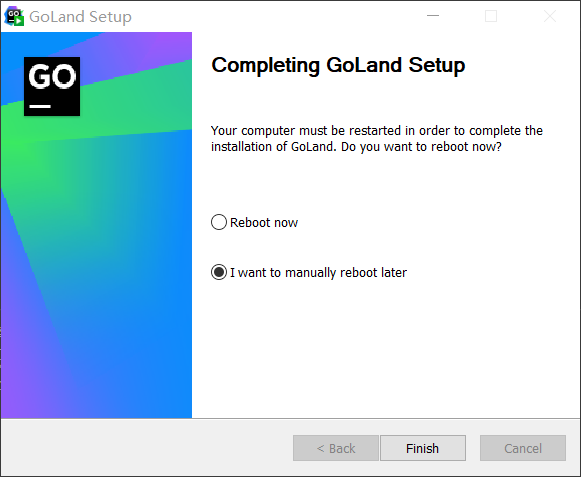 GoLand Setup
GO
Completing GoLand Setup
Your computer must be restarted in order to complete the
installation of GoLand. Do you want to reboot now?
Reboot now
I want to manually reboot later
< Back
Finish
Cancel